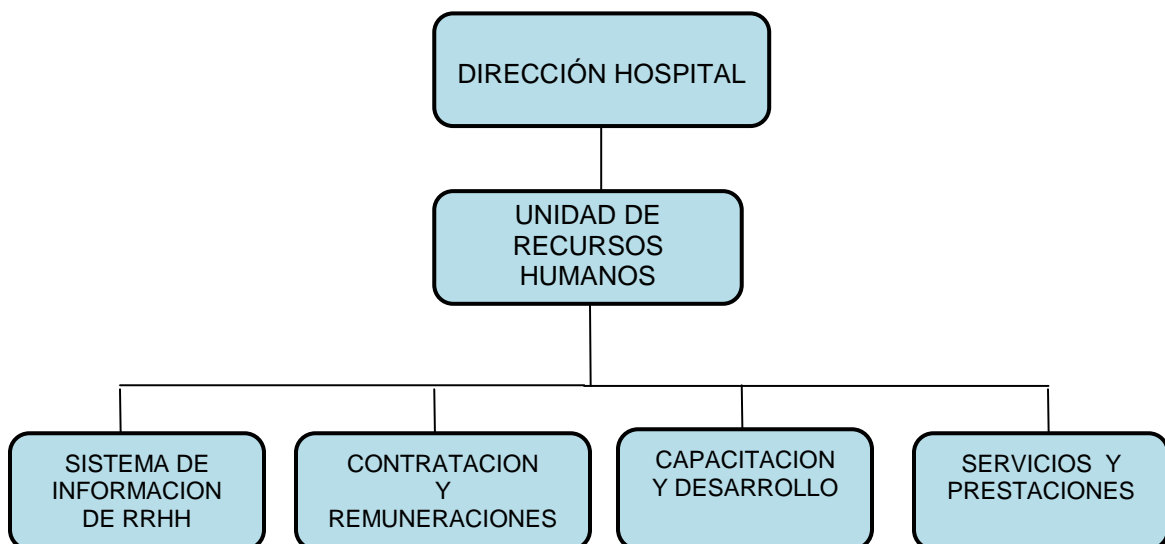 DIRECCIÓN HOSPITAL
UNIDAD DE
RECURSOS
HUMANOS
SISTEMA DE
INFORMACION
DE RRHH
CONTRATACION
Y
REMUNERACIONES
CAPACITACION
Y DESARROLLO
SERVICIOS Y
PRESTACIONES